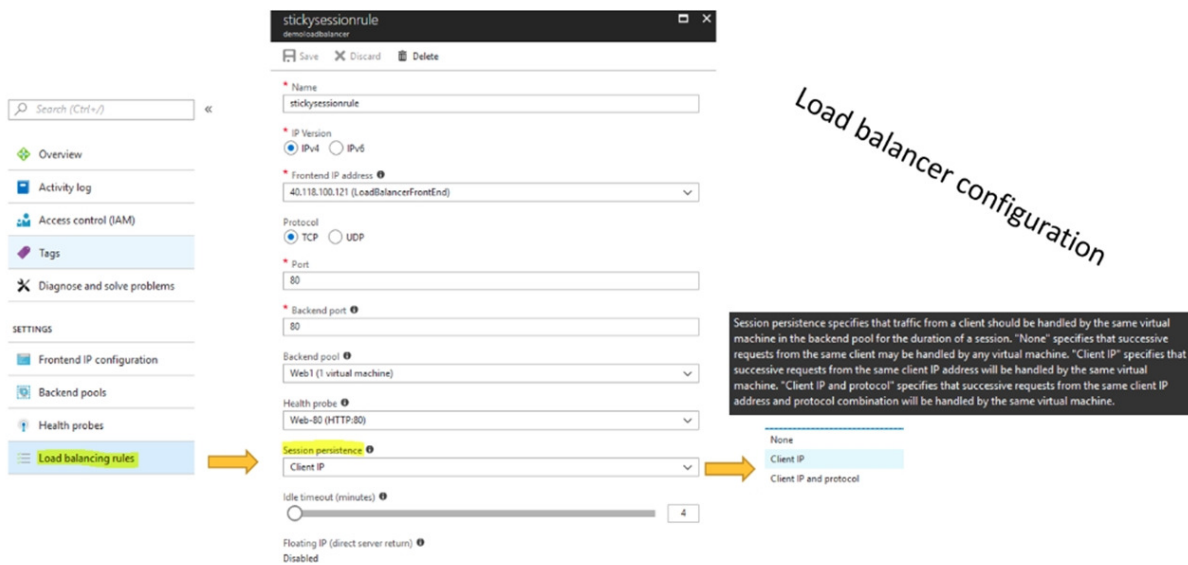 stickysessionrule
demoloadbalancer
Save Discard Delete
Search (Ctrl+/)
«
Overview
Activity log
Access control (IAM)
Tags
Diagnose and solve problems
SETTINGS
Frontend IP configuration
Backend pools
Health probes
Load balancing rules
* Name
stickysessionrule
* IP Version
IPv4 IPv6
* Frontend IP address
40.118.100.121 (LoadBalancerFrontEnd)
Protocol
TCP UDP
* Port
80
* Backend port
80
Backend pool
Web1 (1 virtual machine)
Health probe
Web-80 (HTTP:80)
Session persistence
Client IP
Idle timeout (minutes)
4
Floating IP (direct server return)
Disabled
Load balancer configuration
Session persistence specifies that traffic from a client should be handled by the same virtual
machine in the backend pool for the duration of a session. "None" specifies that successive
requests from the same client may be handled by any virtual machine. "Client IP" specifies that
successive requests from the same client IP address will be handled by the same virtual
machine. "Client IP and protocol" specifies that successive requests from the same client IP
address and protocol combination will be handled by the same virtual machine.
None
Client IP
Client IP and protocol